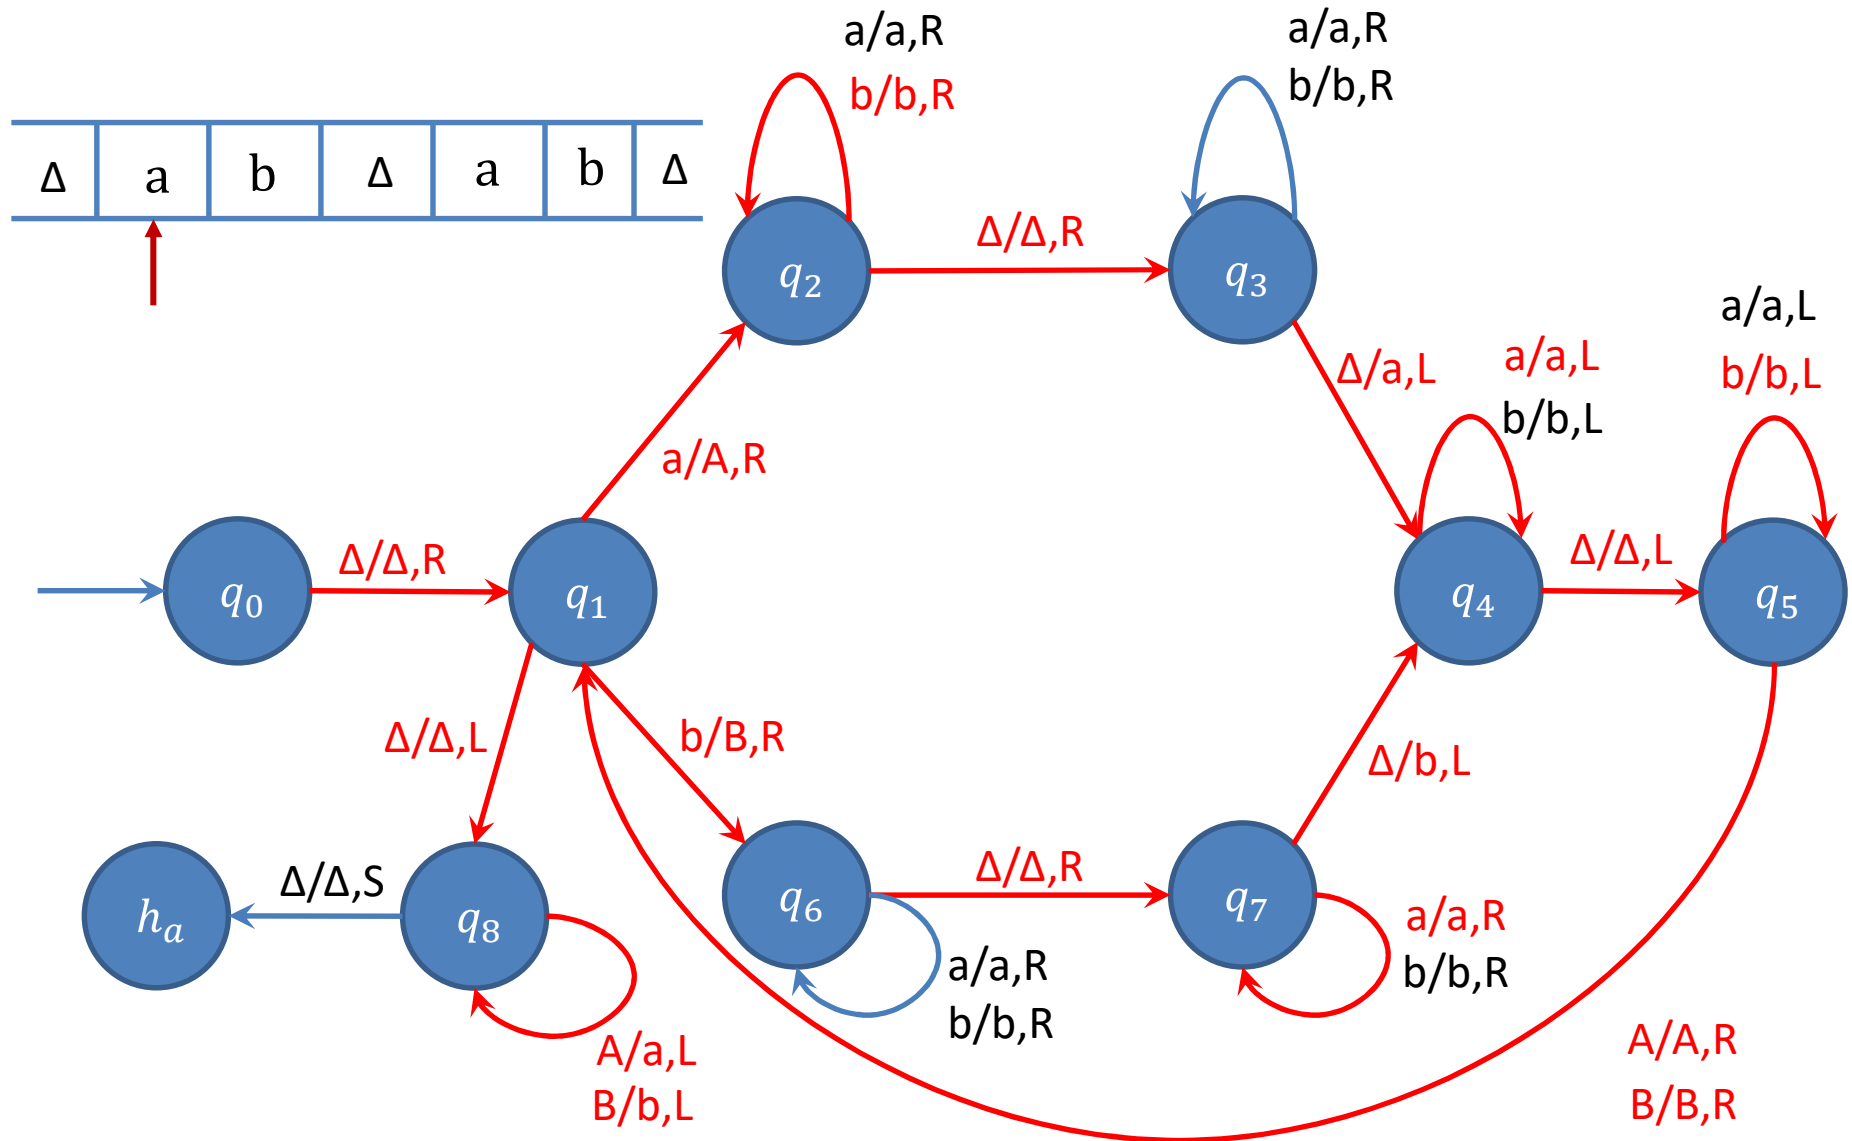 a/a,R
b/b,R
a/a,R
b/b,R
Δ a b Δ a b Δ
q₂
Δ/Δ,R
q₃
a/a,L
b/b,L
Δ/a,L
a/a,L
b/b,L
a/A,R
q₀
Δ/Δ,R
q₁
q₄
Δ/Δ,L
q₅
Δ/Δ,L
b/B,R
Δ/b,L
hₐ
Δ/Δ,S
q₈
q₆
Δ/Δ,R
q₇
a/a,R
b/b,R
a/a,R
b/b,R
A/a,L
B/b,L
A/A,R
B/B,R